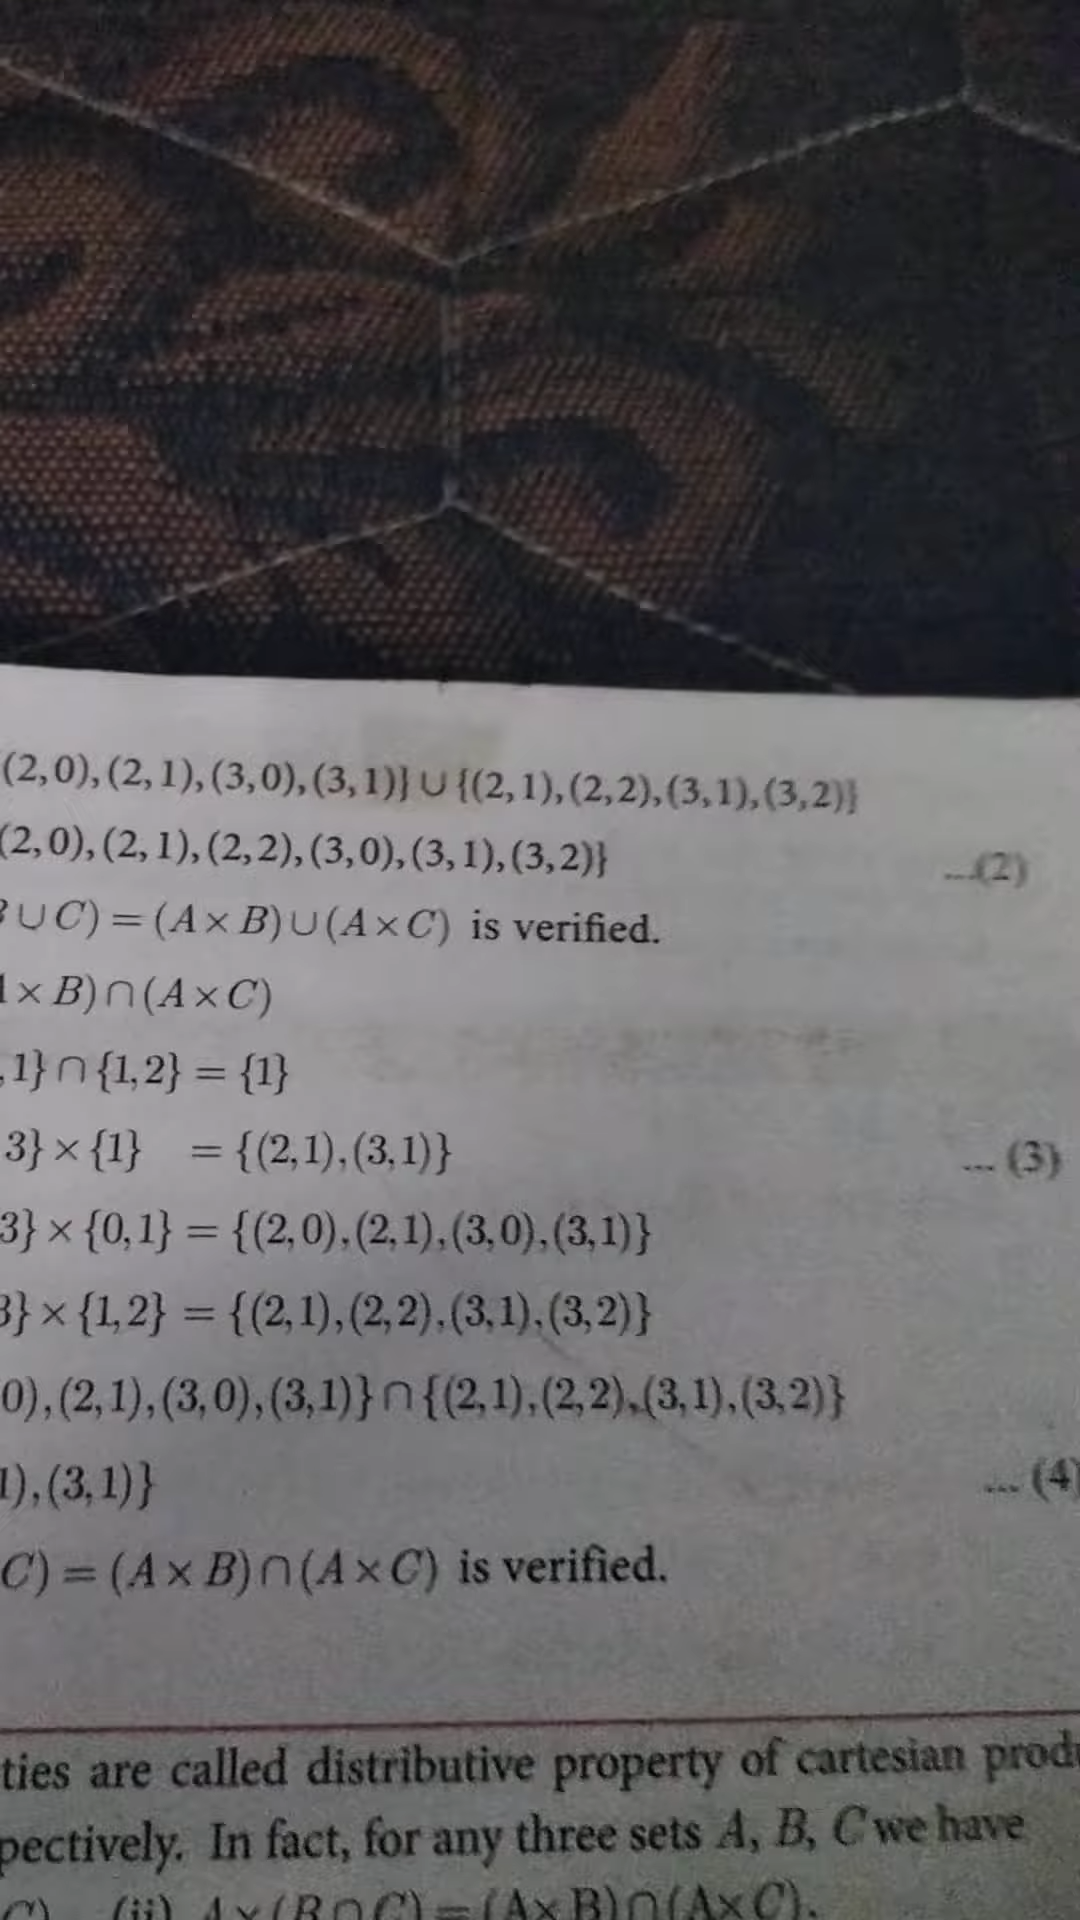 (2,0),(2,1),(3,0),(3,1)}∪{(2,1),(2,2),(3,1),(3,2)}
(2,0),(2,1),(2,2),(3,0),(3,1),(3,2)} ...(2)
∪C)=(A×B)∪(A×C) is verified.
×B)∩(A×C)
,1}∩{1,2} = {1}
3}×{1} = {(2,1),(3,1)} ... (3)
3}×{0,1} = {(2,0),(2,1),(3,0),(3,1)}
3}×{1,2} = {(2,1),(2,2),(3,1),(3,2)}
0),(2,1),(3,0),(3,1)}∩{(2,1),(2,2),(3,1),(3,2)}
1),(3,1)} ... (4)
C) = (A×B)∩(A×C) is verified.
ties are called distributive property of cartesian prod
pectively. In fact, for any three sets A, B, C we have
C) (ii) A×(B∩C)=(A×B)∩(A×C).